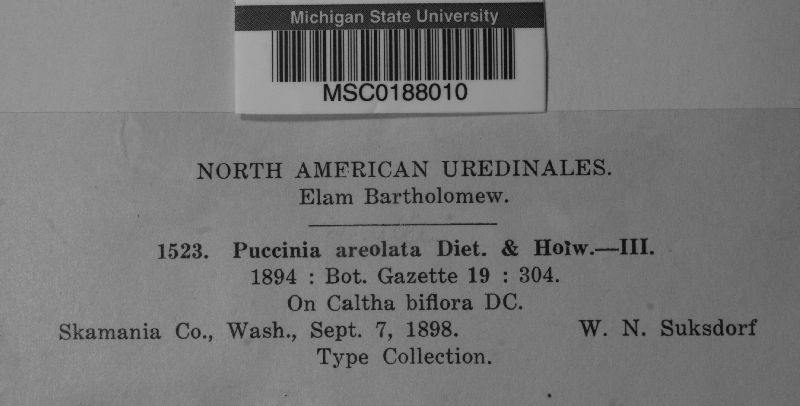 Michigan State University
MSC0188010
NORTH AMERICAN UREDINALES.
Elam Bartholomew.
1523. Puccinia areolata Diet. & Holw.—III.
1894 : Bot. Gazette 19 : 304.
On Caltha biflora DC.
Skamania Co., Wash., Sept. 7, 1898. W. N. Suksdorf
Type Collection.